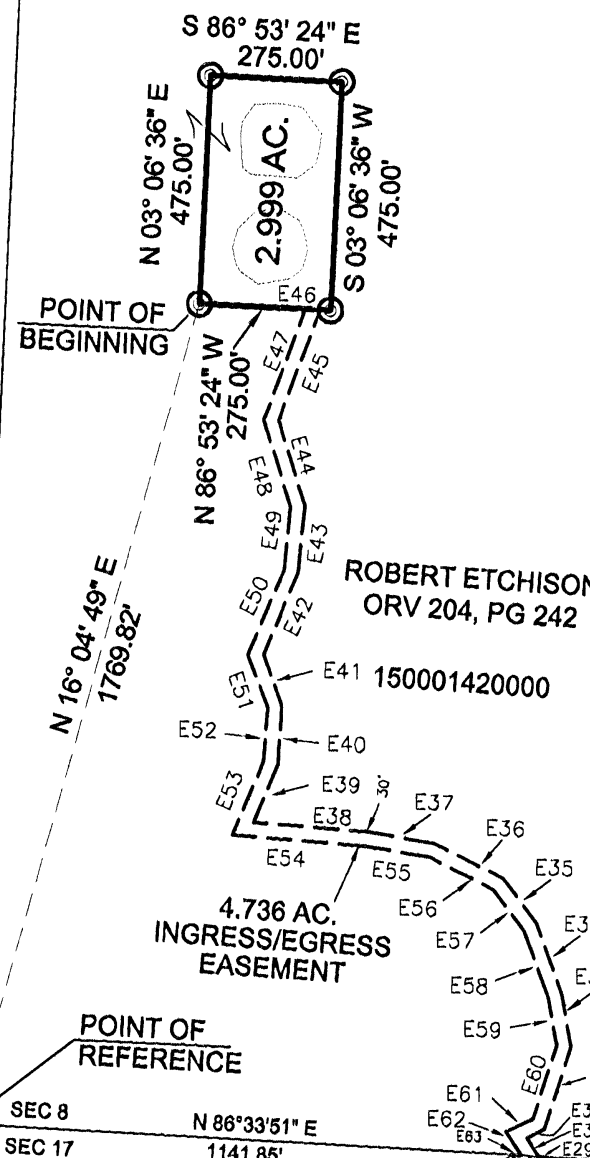 S 86° 53' 24" E
275.00'
N 03° 06' 36" E
475.00'
2.999 AC.
S 03° 06' 36" W
475.00'
E46
POINT OF
BEGINNING
N 86° 53' 24" W
275.00'
E47
E45
E44
E48
E49
E43
ROBERT ETCHISON
ORV 204, PG 242
E50
E42
N 16° 04' 49" E
1769.82'
E41
150001420000
E51
E52
E40
E53
E39
30'
E37
E38
E36
E54
E55
E35
E56
4.736 AC.
INGRESS/EGRESS
EASEMENT
E57
E58
E59
POINT OF
REFERENCE
E60
E61
E62
E63
E29
SEC 8
N 86°33'51" E
SEC 17
1141.85'